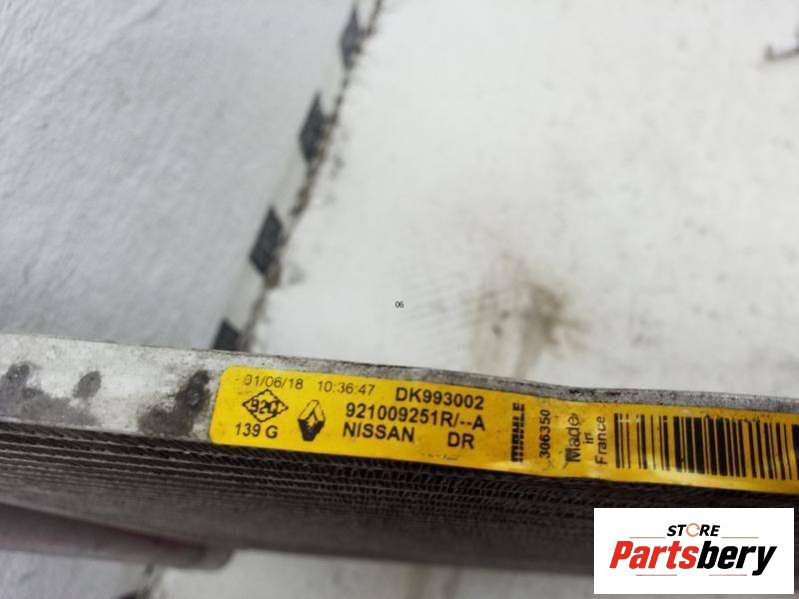 06
01/06/18 10:36:47 DK993002
920
921009251R/--A
139 G
NISSAN DR
MAHLE
306350
Made
in
France
STORE
Partsbery